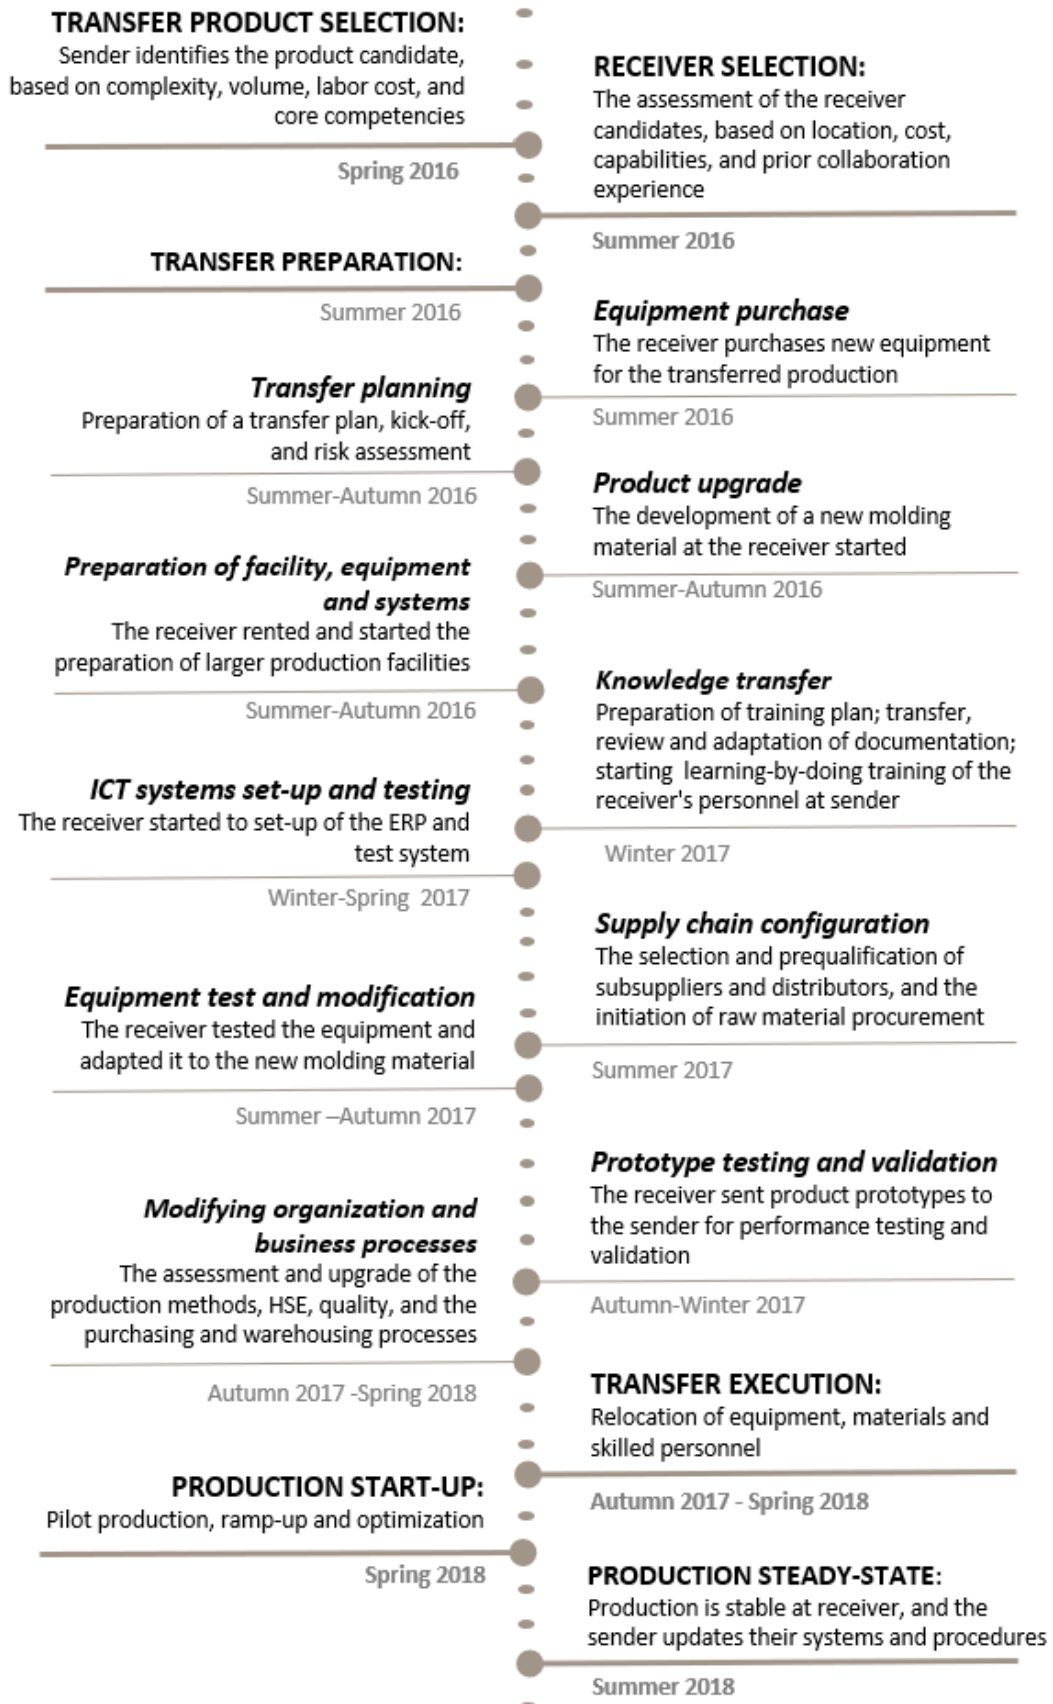 TRANSFER PRODUCT SELECTION:
Sender identifies the product candidate,
based on complexity, volume, labor cost, and
core competencies
Spring 2016
RECEIVER SELECTION:
The assessment of the receiver
candidates, based on location, cost,
capabilities, and prior collaboration
experience
Summer 2016
TRANSFER PREPARATION:
Summer 2016
Equipment purchase
The receiver purchases new equipment
for the transferred production
Summer 2016
Transfer planning
Preparation of a transfer plan, kick-off,
and risk assessment
Summer-Autumn 2016
Product upgrade
The development of a new molding
material at the receiver started
Summer-Autumn 2016
Preparation of facility, equipment
and systems
The receiver rented and started the
preparation of larger production facilities
Summer-Autumn 2016
Knowledge transfer
Preparation of training plan; transfer,
review and adaptation of documentation;
starting learning-by-doing training of the
receiver's personnel at sender
Winter 2017
ICT systems set-up and testing
The receiver started to set-up of the ERP and
test system
Winter-Spring 2017
Supply chain configuration
The selection and prequalification of
subsuppliers and distributors, and the
initiation of raw material procurement
Summer 2017
Equipment test and modification
The receiver tested the equipment and
adapted it to the new molding material
Summer –Autumn 2017
Prototype testing and validation
The receiver sent product prototypes to
the sender for performance testing and
validation
Autumn-Winter 2017
Modifying organization and
business processes
The assessment and upgrade of the
production methods, HSE, quality, and the
purchasing and warehousing processes
Autumn 2017 -Spring 2018
TRANSFER EXECUTION:
Relocation of equipment, materials and
skilled personnel
Autumn 2017 - Spring 2018
PRODUCTION START-UP:
Pilot production, ramp-up and optimization
Spring 2018
PRODUCTION STEADY-STATE:
Production is stable at receiver, and the
sender updates their systems and procedures
Summer 2018